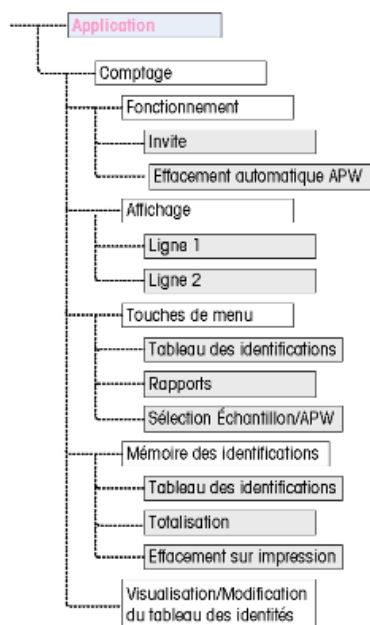 Application
Comptage
Fonctionnement
Invite
Effacement automatique APW
Affichage
Ligne 1
Ligne 2
Touches de menu
Tableau des identifications
Rapports
Sélection Échantillon/APW
Mémoire des identifications
Tableau des identifications
Totalisation
Effacement sur impression
Visualisation/Modification
du tableau des identités